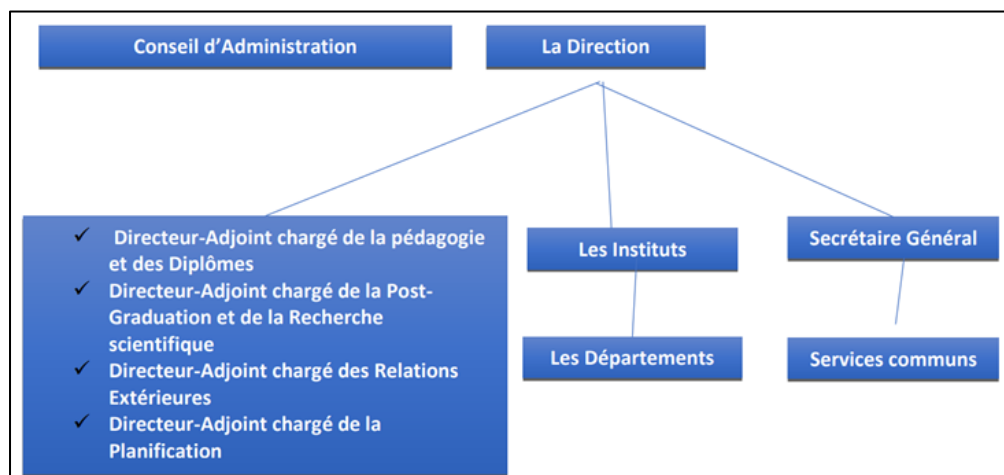 Conseil d’Administration
La Direction
✓ Directeur-Adjoint chargé de la pédagogie
et des Diplômes
✓ Directeur-Adjoint chargé de la Post-
Graduation et de la Recherche
scientifique
✓ Directeur-Adjoint chargé des Relations
Extérieures
✓ Directeur-Adjoint chargé de la
Planification
Les Instituts
Les Départements
Secrétaire Général
Services communs